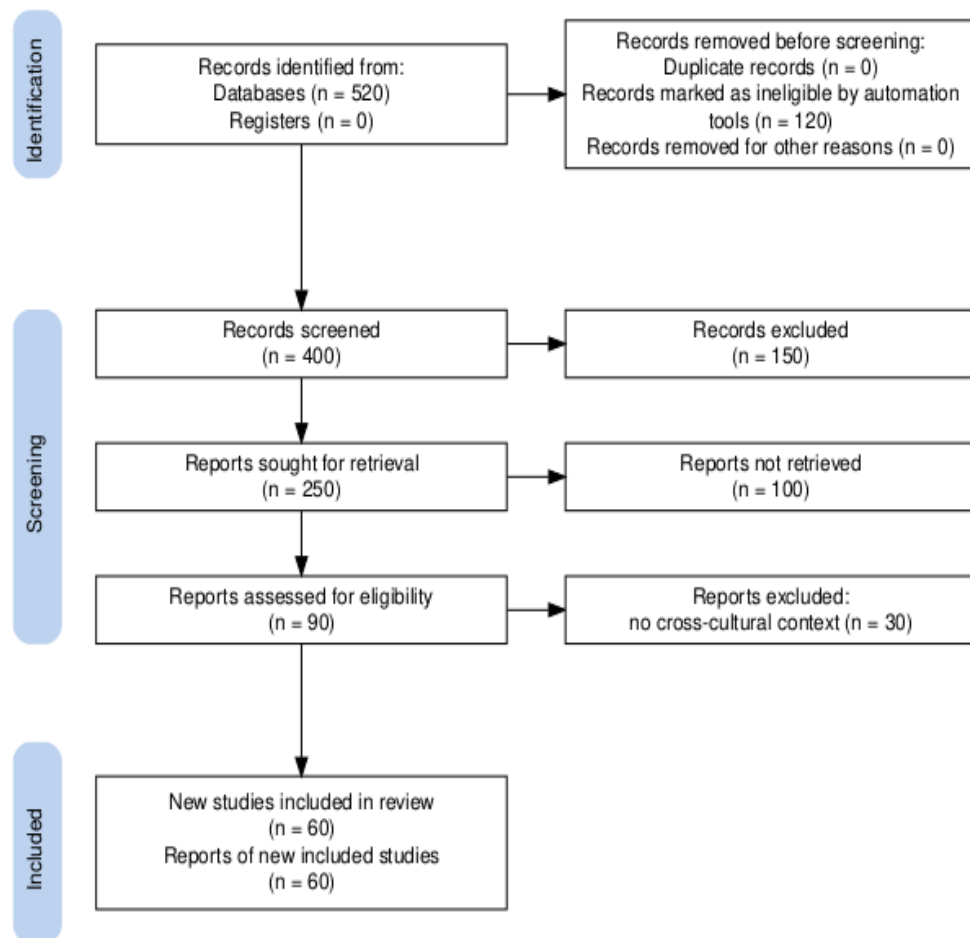 Identification
Records identified from:
Databases (n = 520)
Registers (n = 0)
Records removed before screening:
Duplicate records (n = 0)
Records marked as ineligible by automation
tools (n = 120)
Records removed for other reasons (n = 0)
Screening
Records screened
(n = 400)
Records excluded
(n = 150)
Reports sought for retrieval
(n = 250)
Reports not retrieved
(n = 100)
Reports assessed for eligibility
(n = 90)
Reports excluded:
no cross-cultural context (n = 30)
Included
New studies included in review
(n = 60)
Reports of new included studies
(n = 60)